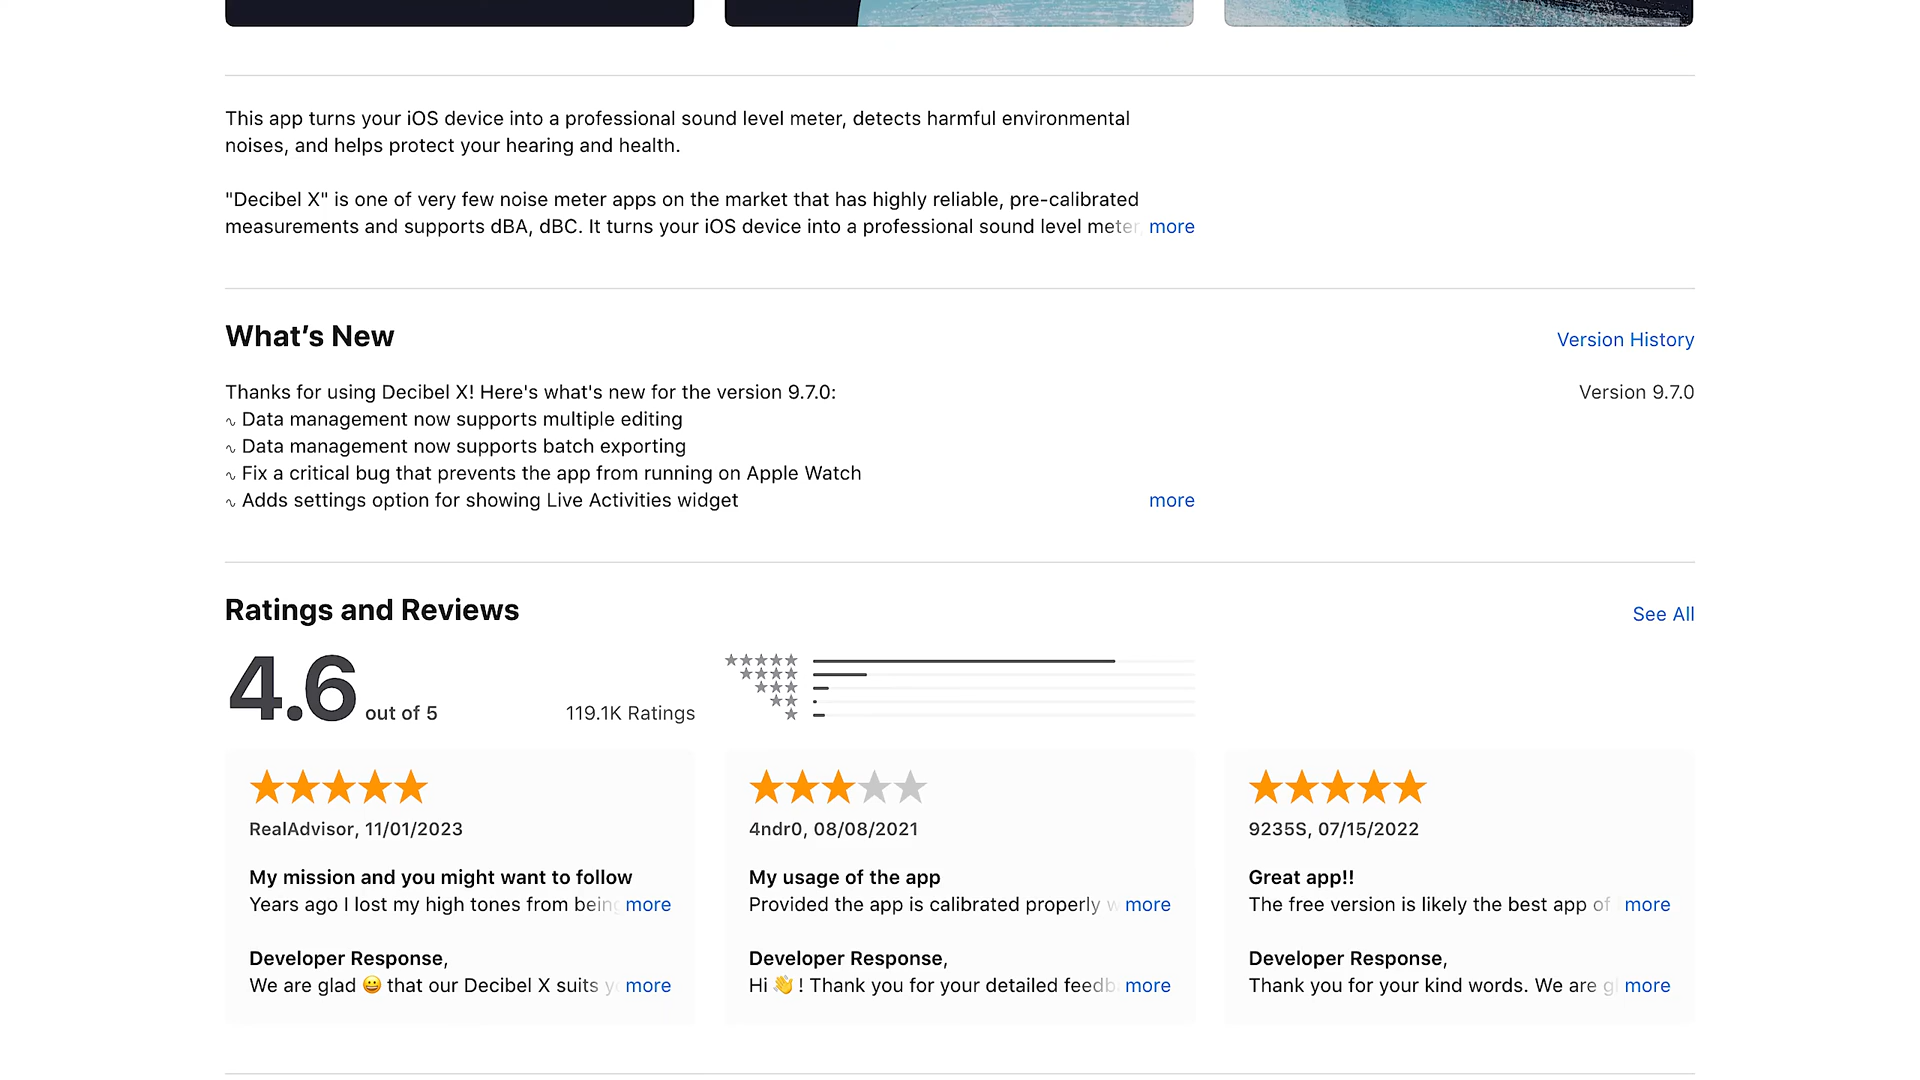 This app turns your iOS device into a professional sound level meter, detects harmful environmental
noises, and helps protect your hearing and health.
"Decibel X" is one of very few noise meter apps on the market that has highly reliable, pre-calibrated
measurements and supports dBA, dBC. It turns your iOS device into a professional sound level meter more
What's New
Version History
Thanks for using Decibel X! Here's what's new for the version 9.7.0:
Version 9.7.0
∿ Data management now supports multiple editing
∿ Data management now supports batch exporting
∿ Fix a critical bug that prevents the app from running on Apple Watch
∿ Adds settings option for showing Live Activities widget
more
Ratings and Reviews
See All
4.6 out of 5
119.1K Ratings
RealAdvisor, 11/01/2023
My mission and you might want to follow
Years ago I lost my high tones from being more
Developer Response,
We are glad 😀 that our Decibel X suits more
4ndr0, 08/08/2021
My usage of the app
Provided the app is calibrated properly more
Developer Response,
Hi 👋 ! Thank you for your detailed feedb more
9235S, 07/15/2022
Great app!!
The free version is likely the best app of more
Developer Response,
Thank you for your kind words. We are more